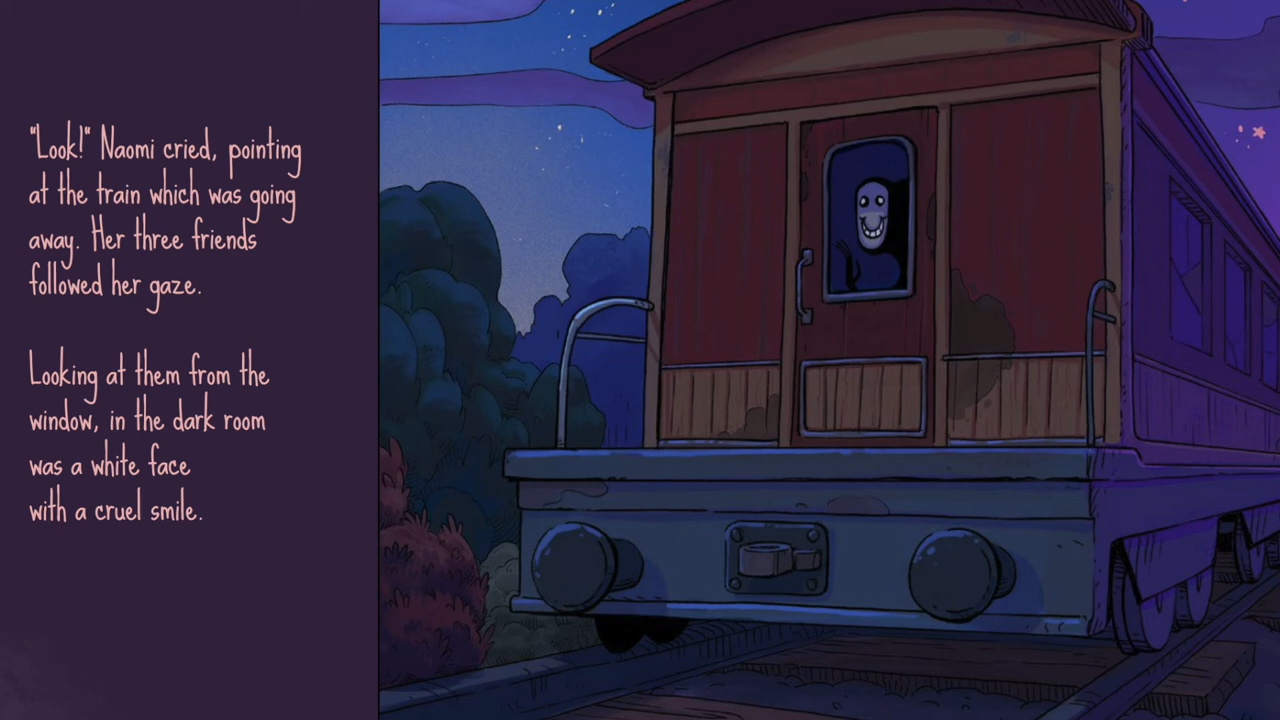 "Look!" Naomi cried, pointing
at the train which was going
away. Her three friends
followed her gaze.
Looking at them from the
window, in the dark room
was a white face
with a cruel smile.